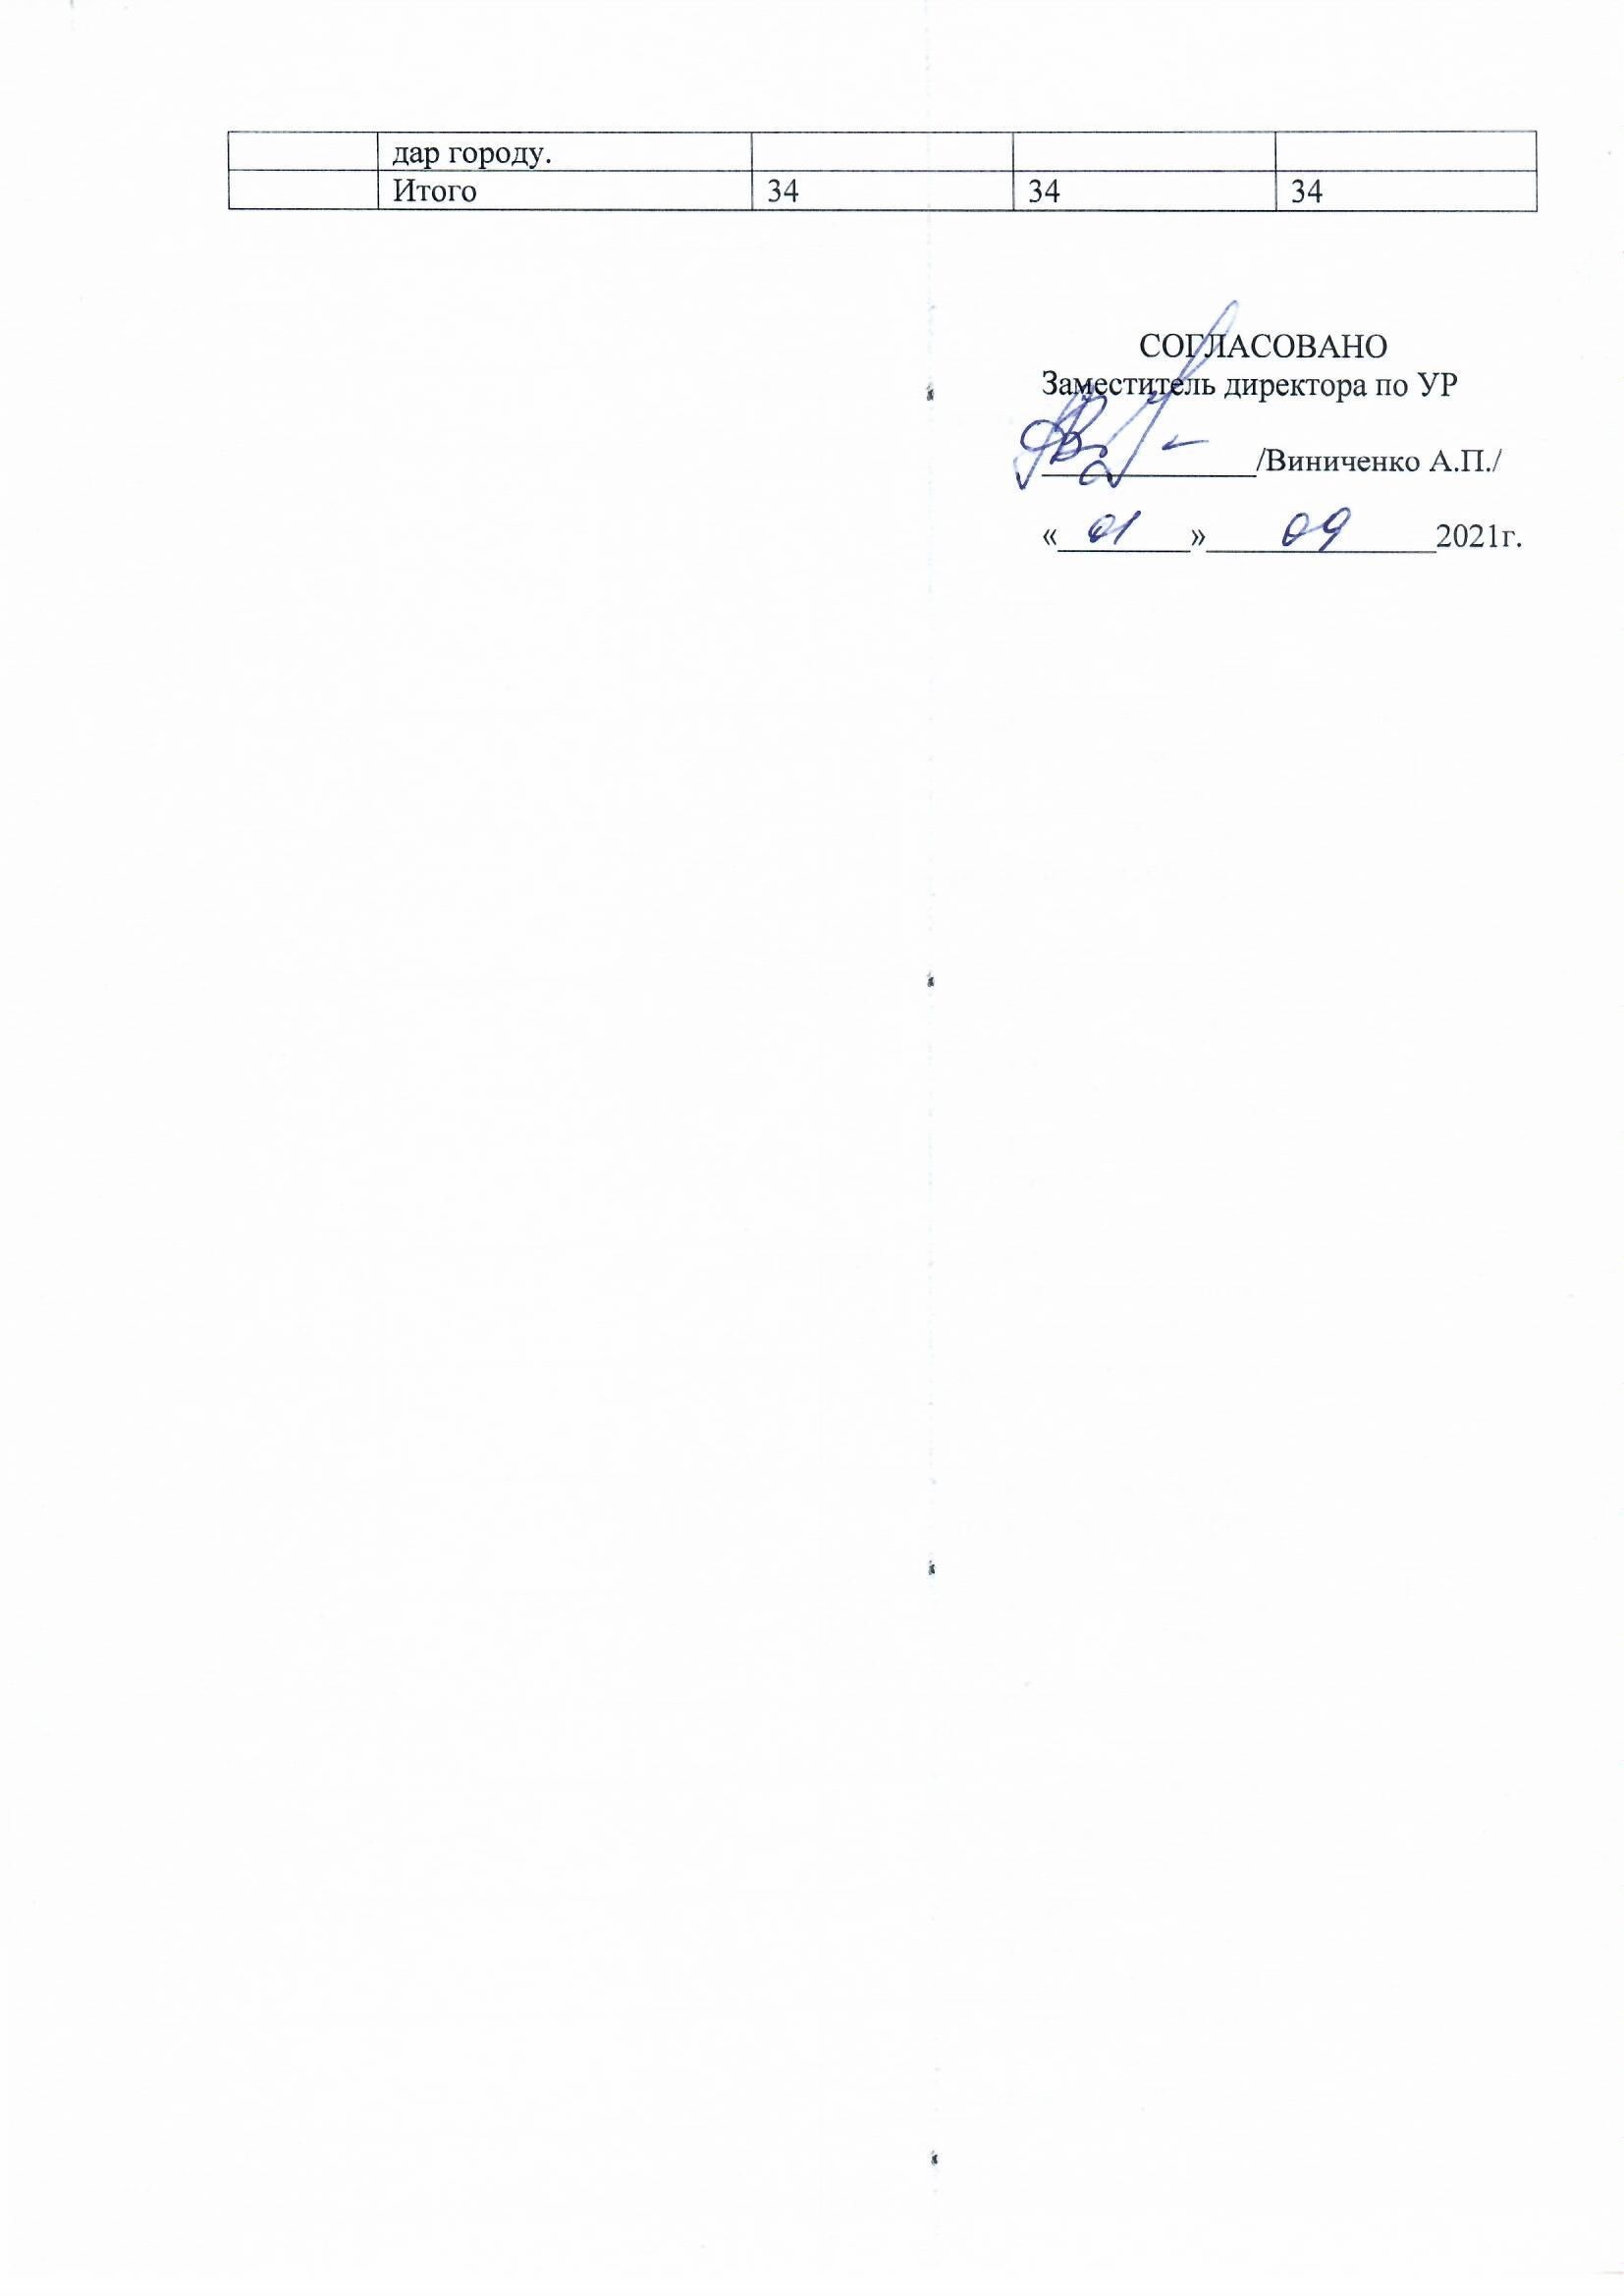 дар городу.
Итого 34 34 34
СОГЛАСОВАНО
Заместитель директора по УР
/Виниченко А.П./
« 01 » 09 2021г.